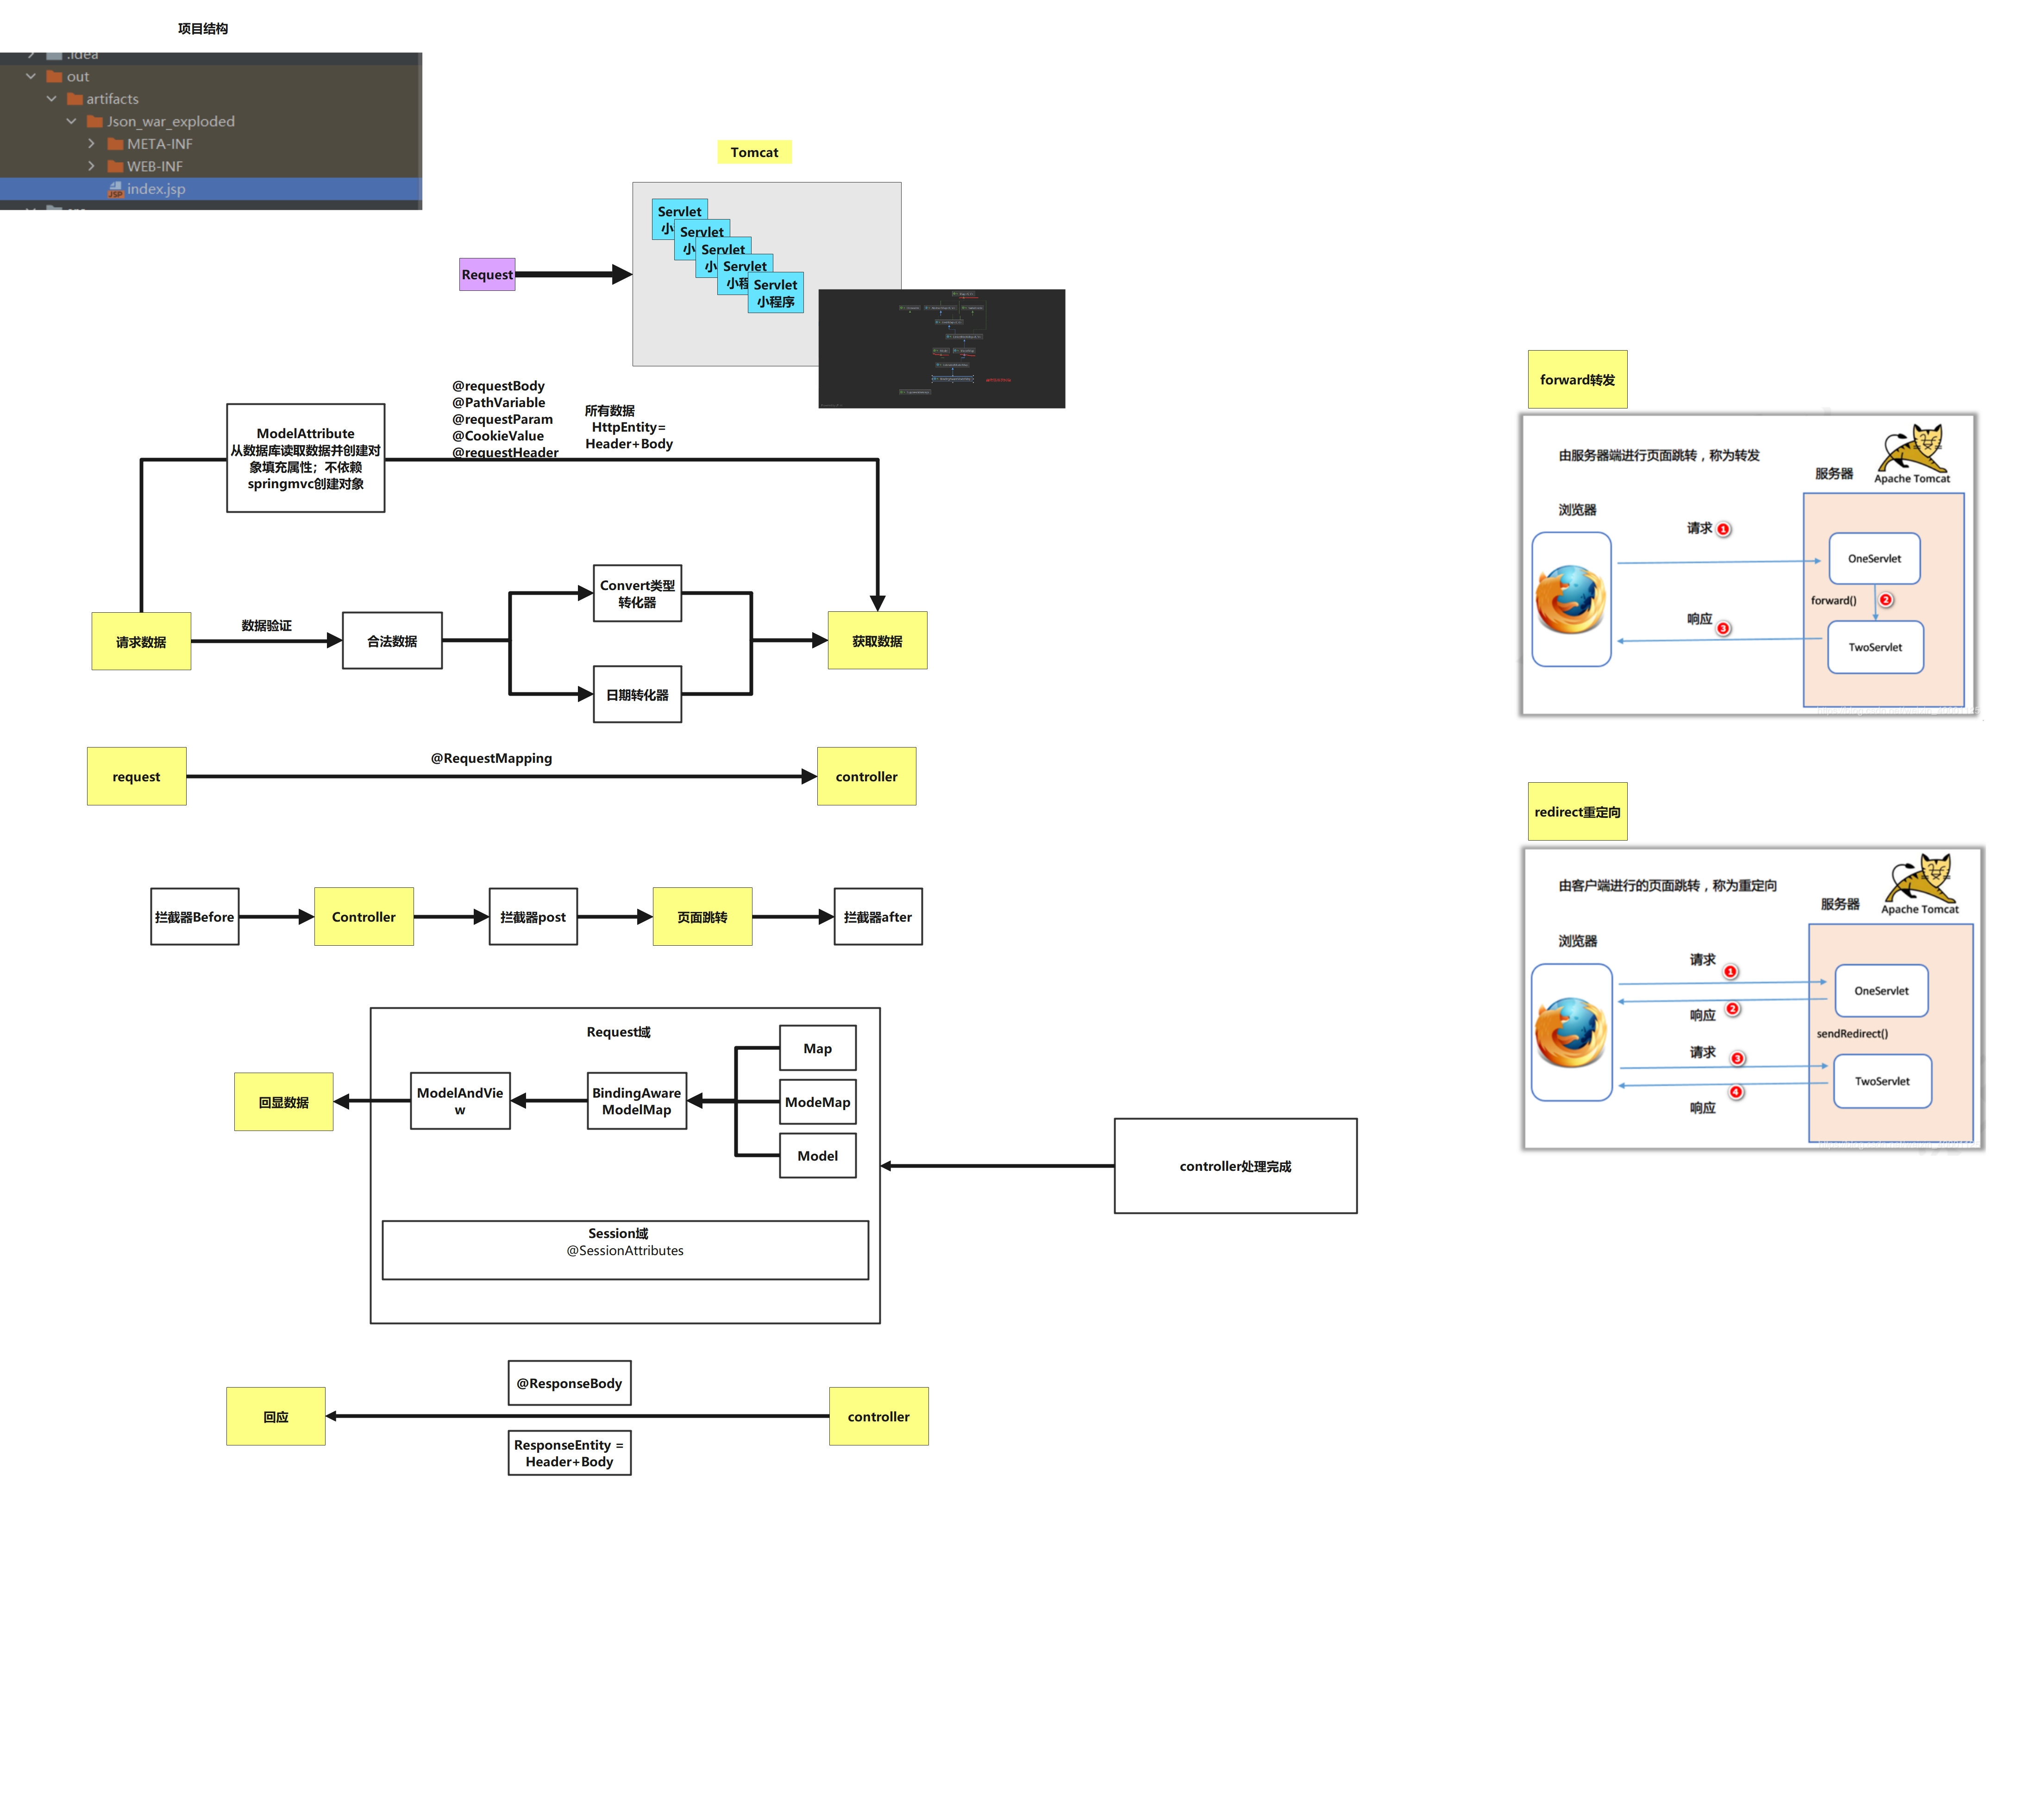 项目结构
.idea
out
artifacts
Json_war_exploded
META-INF
WEB-INF
JSP
index.jsp
Tomcat
Request
Servlet
小
Servlet
小
Servlet
小
Servlet
小程
Servlet
小程序
ModelAttribute
从数据库读取数据并创建对
象填充属性；不依赖
springmvc创建对象
@requestBody
@PathVariable
@requestParam
@CookieValue
@requestHeader
所有数据
HttpEntity=
Header+Body
请求数据
数据验证
合法数据
Convert类型
转化器
日期转化器
获取数据
request
@RequestMapping
controller
拦截器Before
Controller
拦截器post
页面跳转
拦截器after
Request域
Map
ModeMap
Model
BindingAware
ModelMap
ModelAndVie
w
回显数据
controller处理完成
Session域
@SessionAttributes
@ResponseBody
回应
controller
ResponseEntity =
Header+Body
forward转发
由服务器端进行页面跳转，称为转发
服务器
Apache Tomcat
浏览器
请求 1
OneServlet
forward() 2
响应 3
TwoServlet
redirect重定向
由客户端进行的页面跳转，称为重定向
服务器
Apache Tomcat
浏览器
请求 1
OneServlet
响应 2
sendRedirect()
请求 3
TwoServlet
响应 4